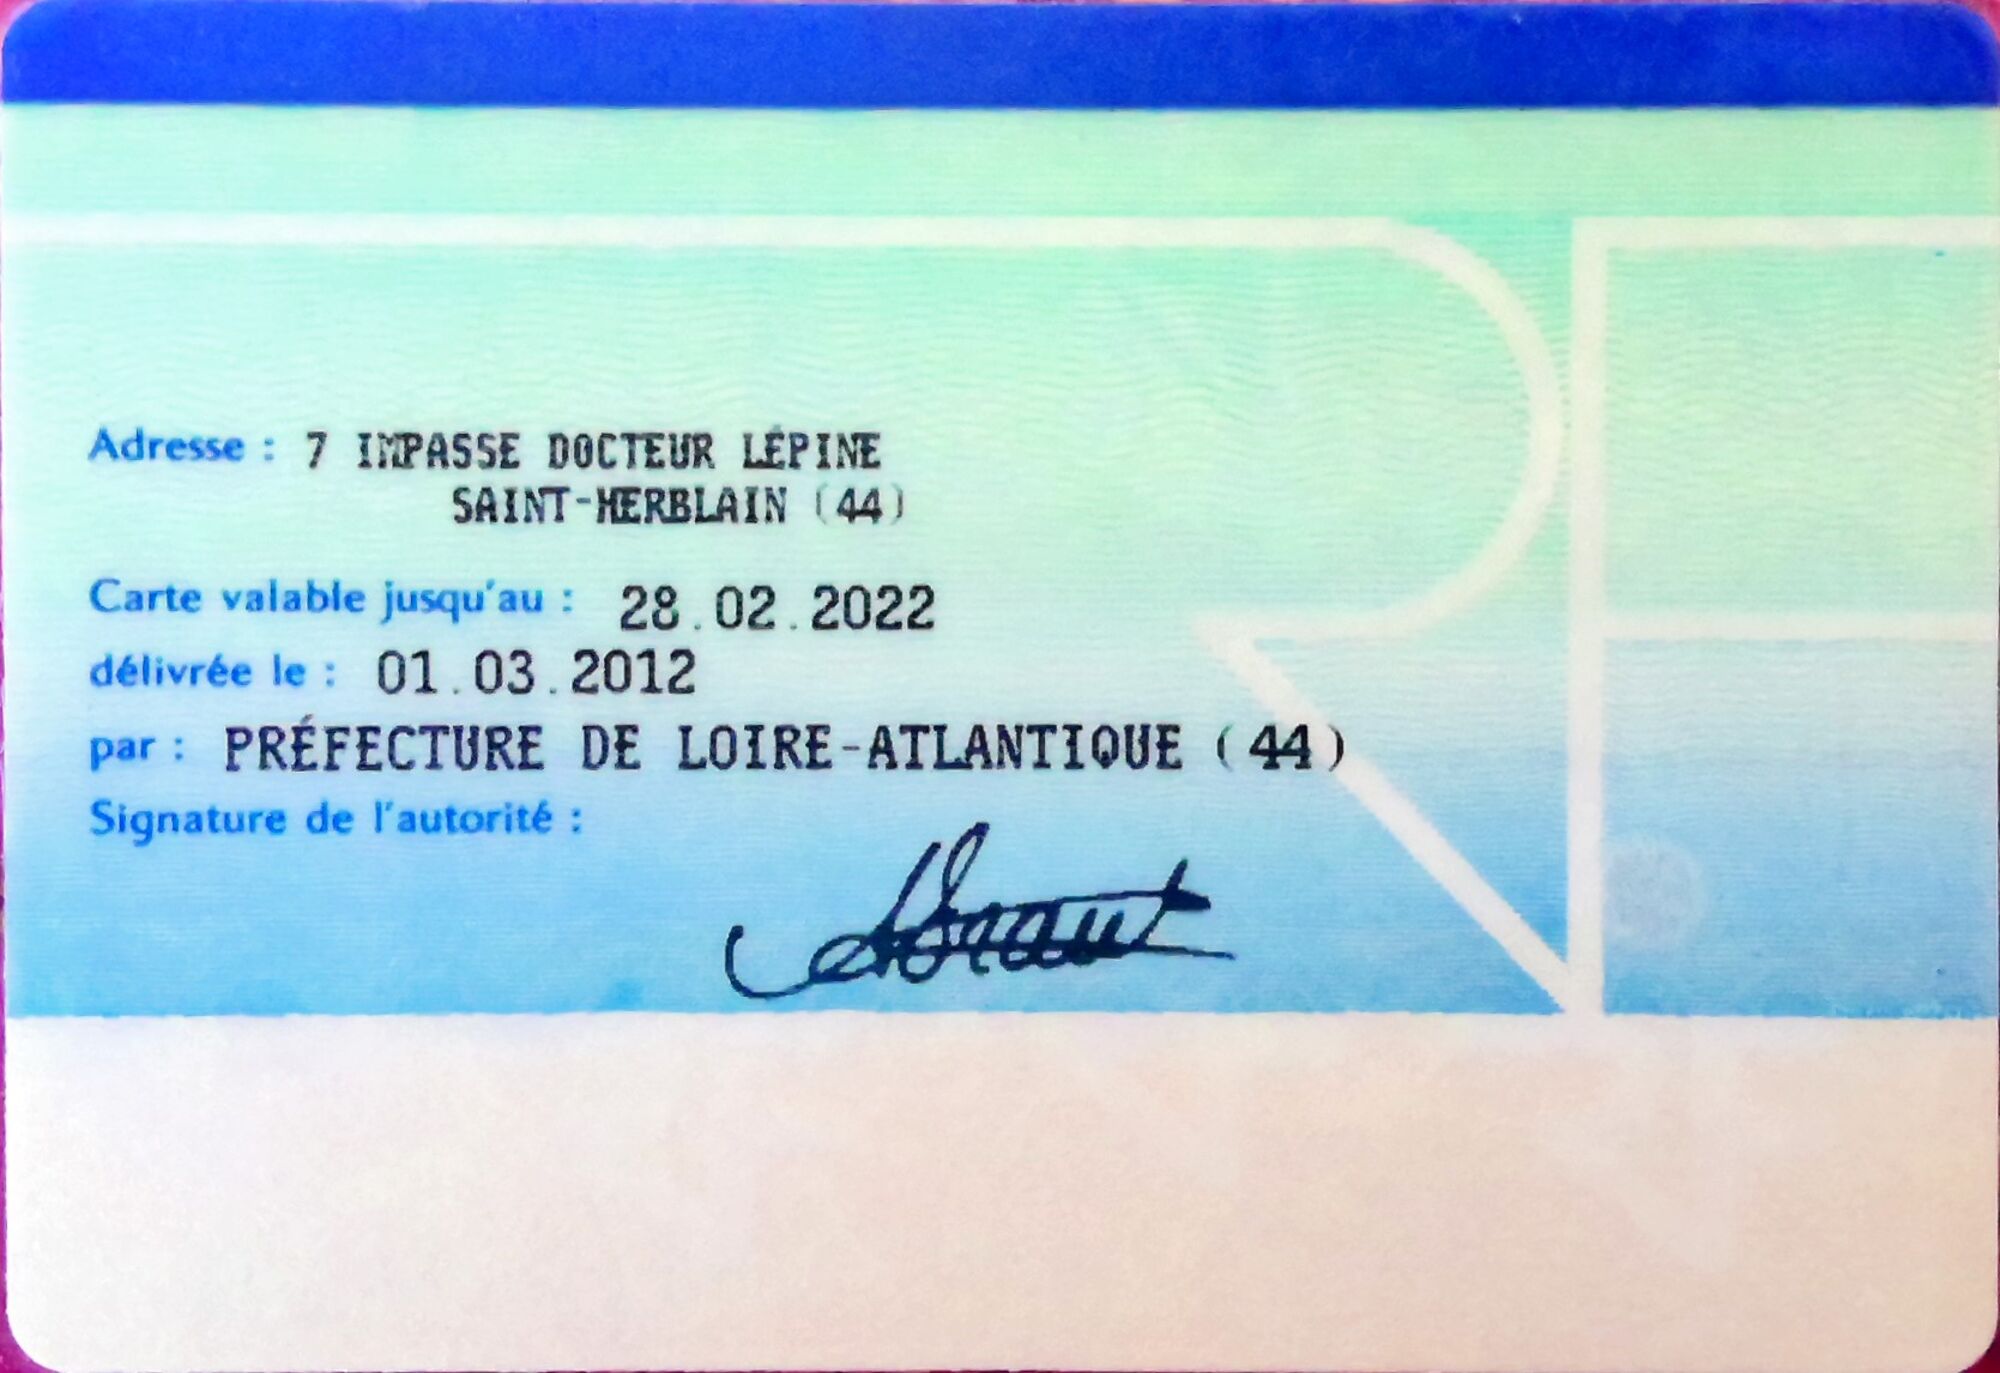 Adresse : 7 IMPASSE DOCTEUR LÉPINE
SAINT-HERBLAIN (44)
Carte valable jusqu'au : 28.02.2022
délivrée le : 01.03.2012
par : PRÉFECTURE DE LOIRE-ATLANTIQUE (44)
Signature de l'autorité :